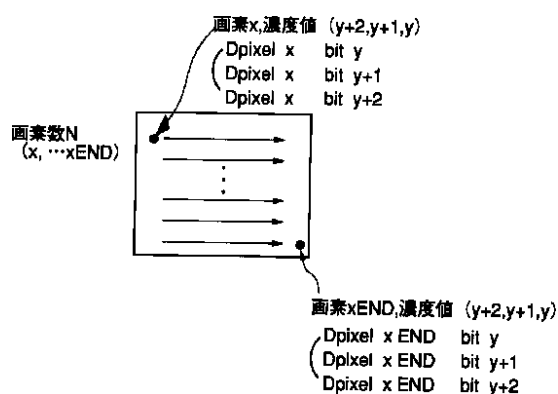 画素x,濃度値 (y+2,y+1,y)
Dpixel x bit y
Dpixel x bit y+1
Dpixel x bit y+2
画素数N
(x, …xEND)
画素xEND,濃度値 (y+2,y+1,y)
Dpixel x END bit y
Dpixel x END bit y+1
Dpixel x END bit y+2